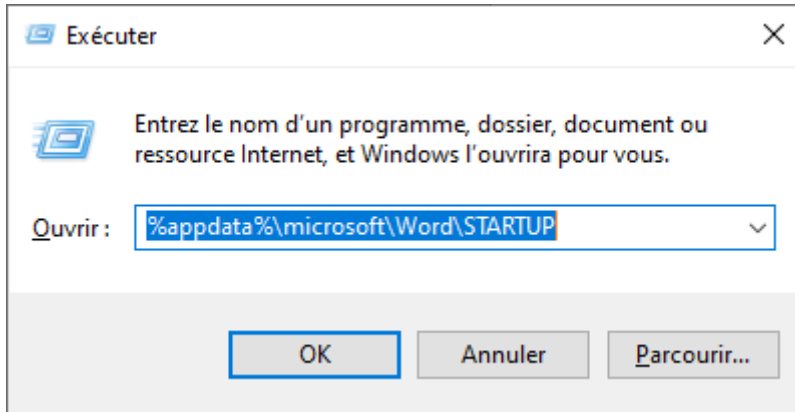 Exécuter
Entrez le nom d'un programme, dossier, document ou
ressource Internet, et Windows l'ouvrira pour vous.
Ouvrir : %appdata%\microsoft\Word\STARTUP
OK Annuler Parcourir...